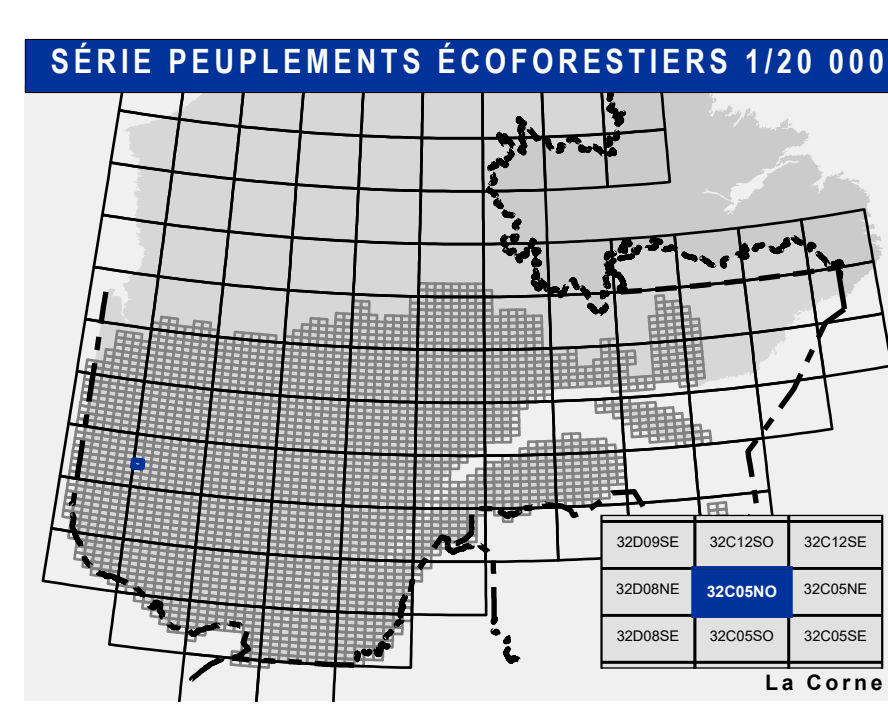 SÉRIE PEUPLEMENTS ÉCOFORESTIERS 1/20 000
32D09SE 32C12SO 32C12SE
32D08NE 32C05NO 32C05NE
32D08SE 32C05SO 32C05SE
La Corne